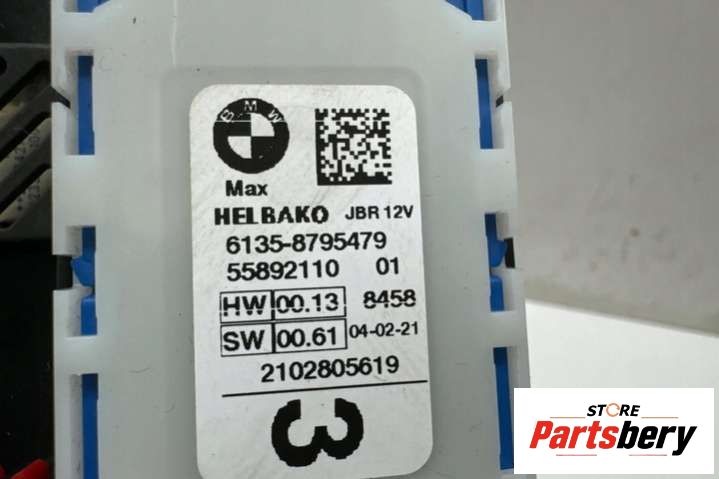 BMW
Max
HELBAKO JBR 12V
6135-8795479
55892110 01
HW 00.13 8458
SW 00.61 04-02-21
2102805619
3
STORE
Partsbery